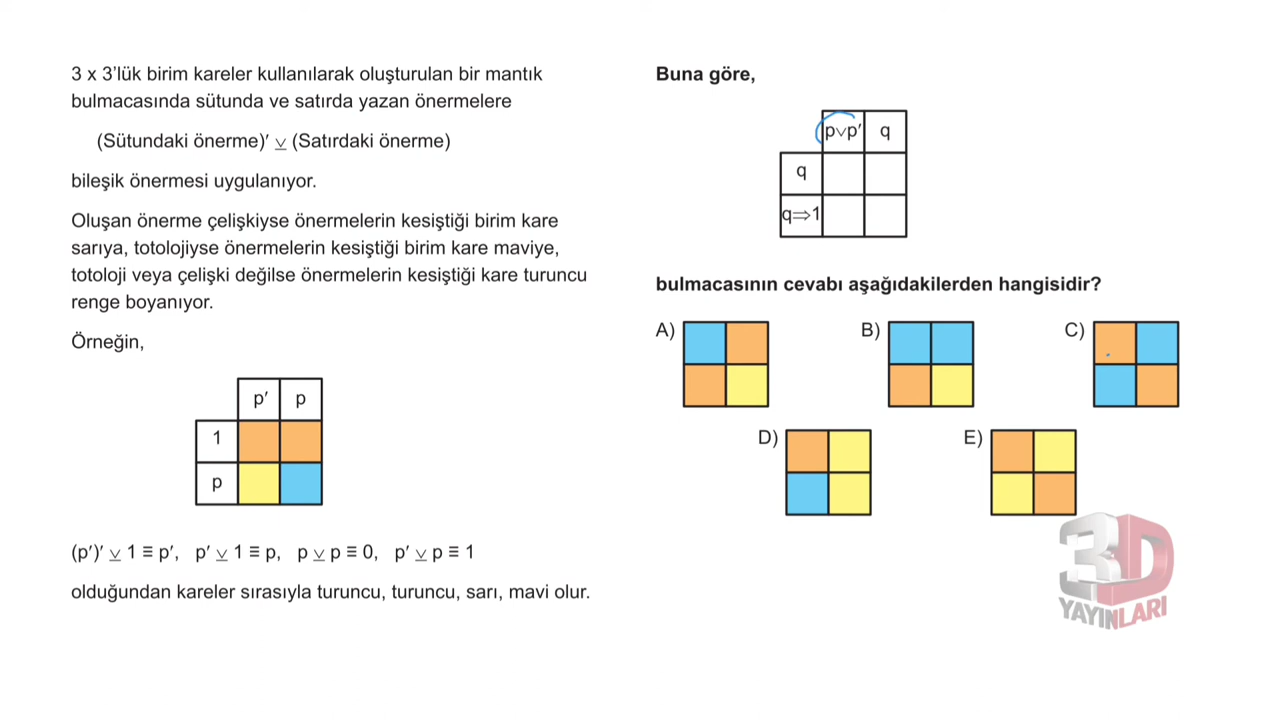 3 x 3’lük birim kareler kullanılarak oluşturulan bir mantık
bulmacasında sütunda ve satırda yazan önermelere
(Sütundaki önerme)′ ⊻ (Satırdaki önerme)
bileşik önermesi uygulanıyor.
Oluşan önerme çelişkiyse önermelerin kesiştiği birim kare
sarıya, totolojiyse önermelerin kesiştiği birim kare maviye,
totoloji veya çelişki değilse önermelerin kesiştiği kare turuncu
renge boyanıyor.
Örneğin,
p′ p
1
p
(p′)′ ⊻ 1 ≡ p′, p′ ⊻ 1 ≡ p, p ⊻ p ≡ 0, p′ ⊻ p ≡ 1
olduğundan kareler sırasıyla turuncu, turuncu, sarı, mavi olur.
Buna göre,
p∨p′ q
q
q⇒1
bulmacasının cevabı aşağıdakilerden hangisidir?
A) B) C)
D) E)
3D
YAYINLARI